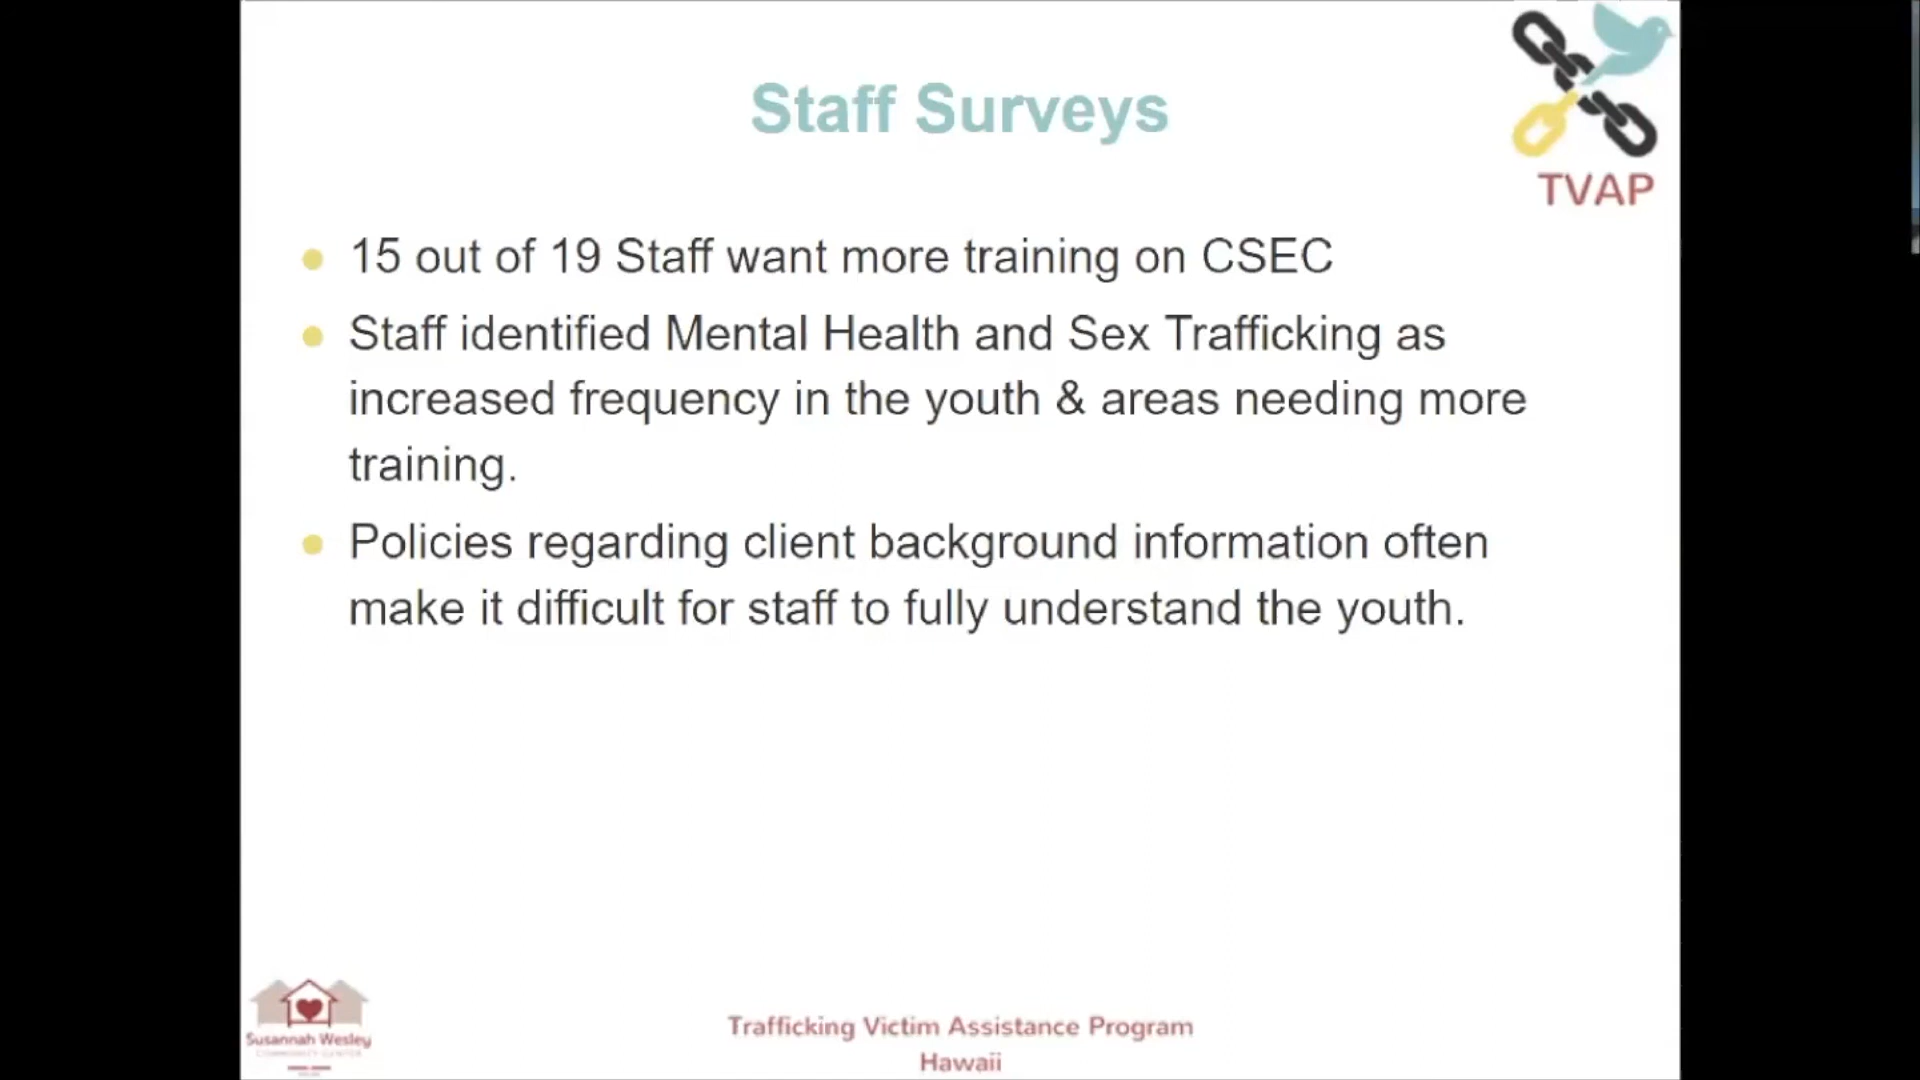 Staff Surveys
TVAP
15 out of 19 Staff want more training on CSEC
Staff identified Mental Health and Sex Trafficking as
increased frequency in the youth & areas needing more
training.
Policies regarding client background information often
make it difficult for staff to fully understand the youth.
Susannah Wesley
COMMUNITY CENTER
Trafficking Victim Assistance Program
Hawaii